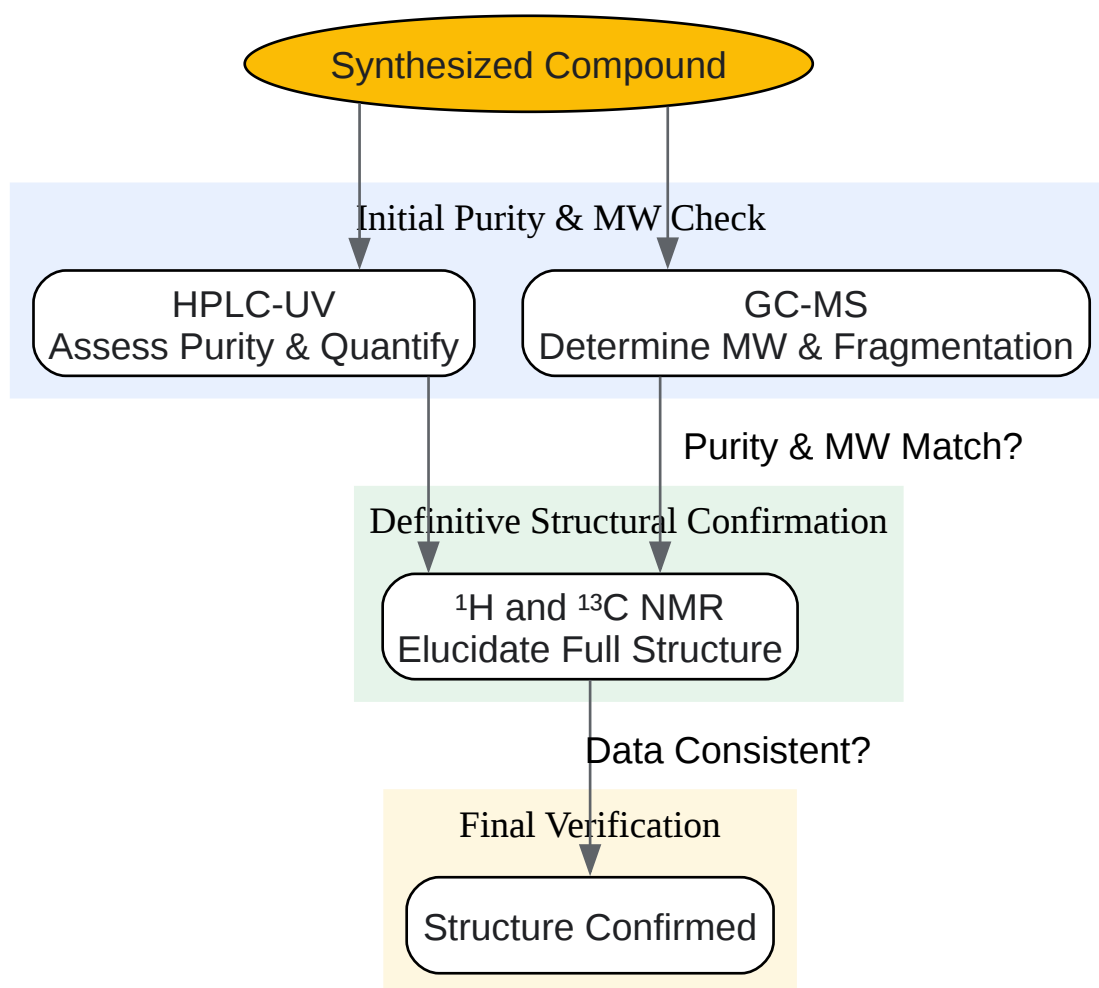 Synthesized Compound
Initial Purity & MW Check
HPLC-UV
Assess Purity & Quantify
GC-MS
Determine MW & Fragmentation
Purity & MW Match?
Definitive Structural Confirmation
¹H and ¹³C NMR
Elucidate Full Structure
Data Consistent?
Final Verification
Structure Confirmed